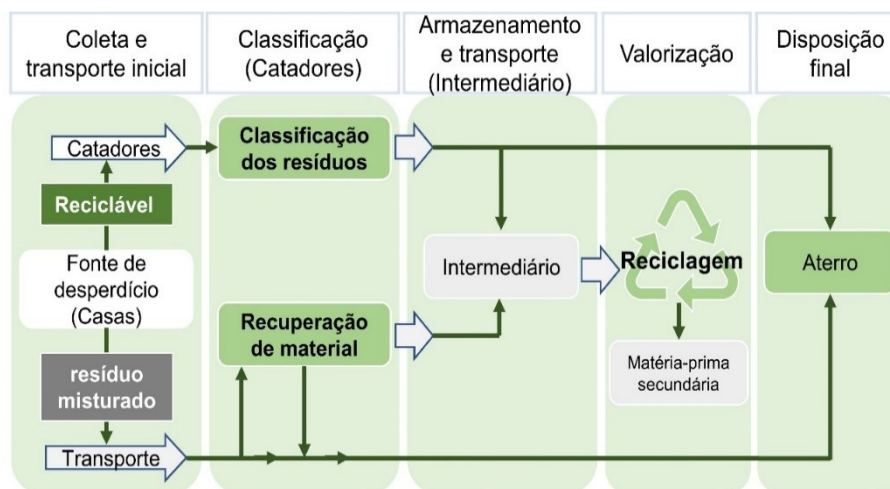 Coleta e
transporte inicial
Classificação
(Catadores)
Armazenamento
e transporte
(Intermediário)
Valorização
Disposição
final
Catadores
Reciclável
Fonte de
desperdício
(Casas)
resíduo
misturado
Transporte
Classificação
dos resíduos
Recuperação
de material
Intermediário
Reciclagem
Matéria-prima
secundária
Aterro